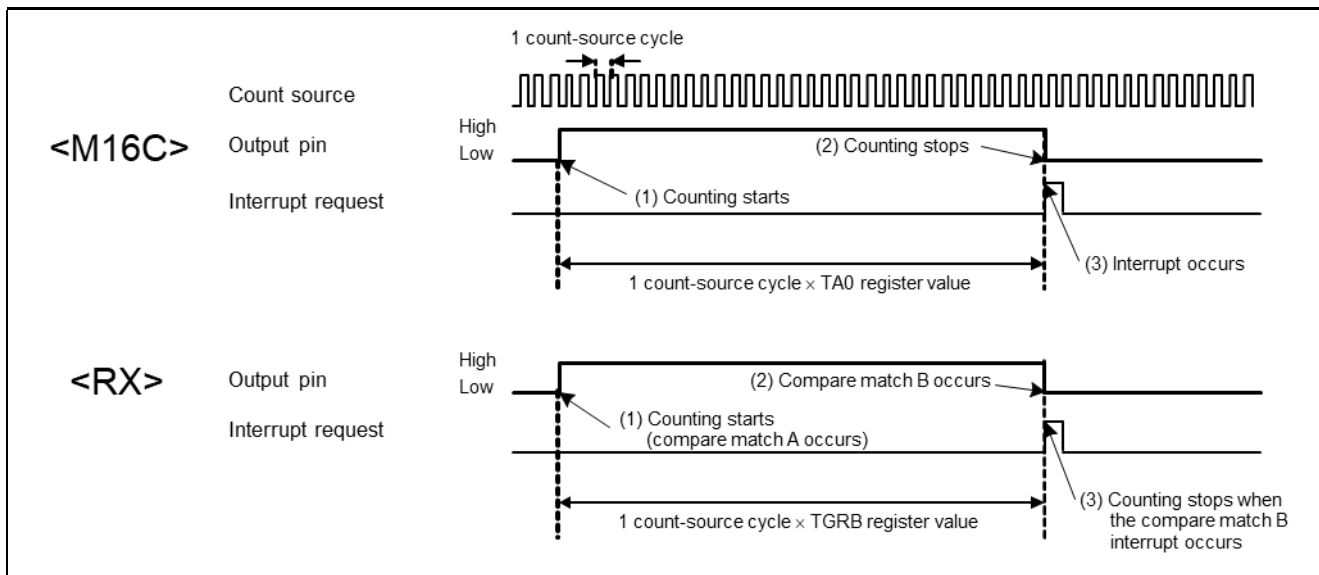 1 count-source cycle
Count source
<M16C>
Output pin
High
Low
(2) Counting stops
Interrupt request
(1) Counting starts
(3) Interrupt occurs
1 count-source cycle × TA0 register value
<RX>
Output pin
High
Low
(2) Compare match B occurs
Interrupt request
(1) Counting starts
(compare match A occurs)
1 count-source cycle × TGRB register value
(3) Counting stops when
the compare match B
interrupt occurs